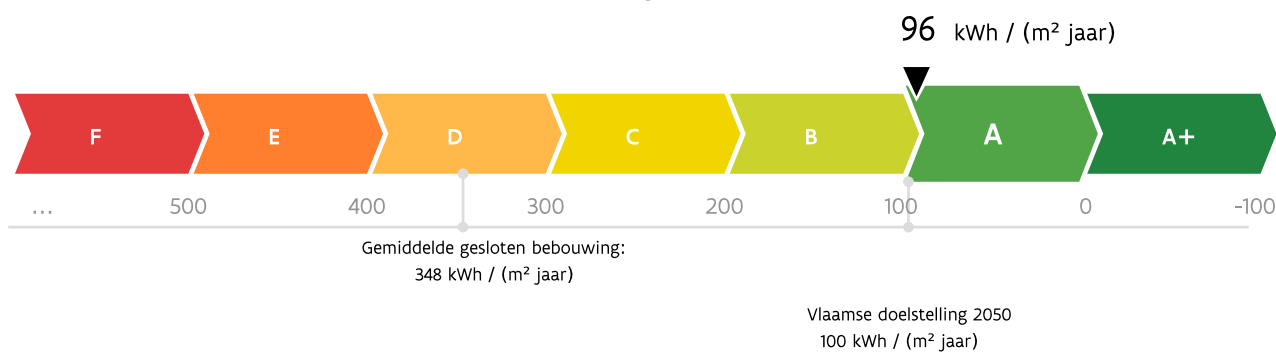 96 kWh / (m² jaar)
F E D C B A A+
... 500 400 300 200 100 0 -100
Gemiddelde gesloten bebouwing:
348 kWh / (m² jaar)
Vlaamse doelstelling 2050
100 kWh / (m² jaar)